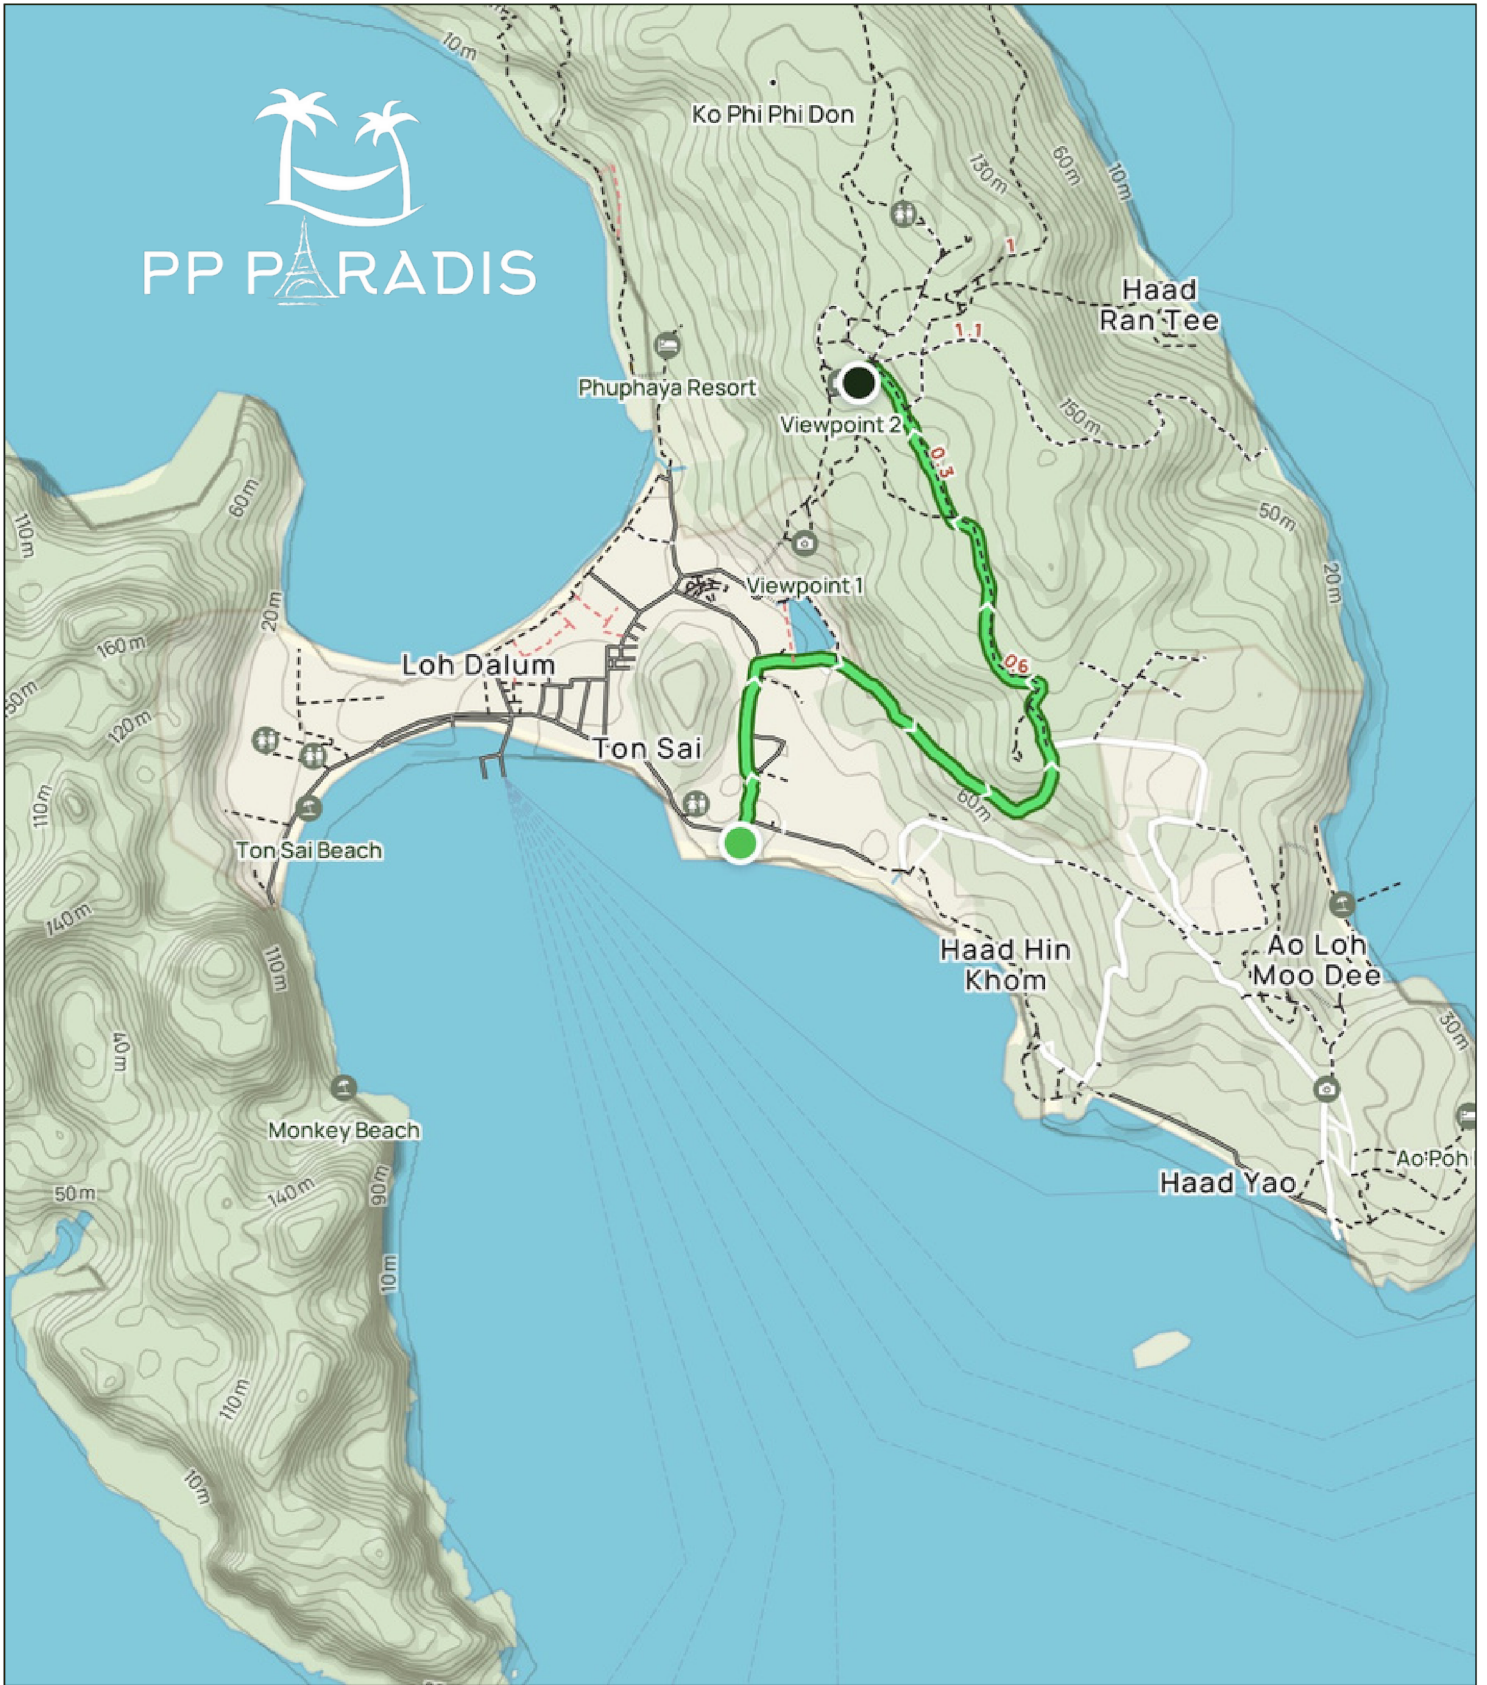 10m
Ko Phi Phi Don
130m
60m
10m
PP PARADIS
1
Haad
Ran Tee
1.1
Phuphaya Resort
150m
Viewpoint 2
0.3
60m
110m
50m
Viewpoint 1
20m
20m
160m
Loh Dalum
0.6
50m
120m
Ton Sai
110m
60m
Ton Sai Beach
140m
Haad Hin
Khom
Ao Loh
Moo Dee
110m
30m
40m
Monkey Beach
Ao Poh
90m
140m
50m
Haad Yao
10m
110m
10m